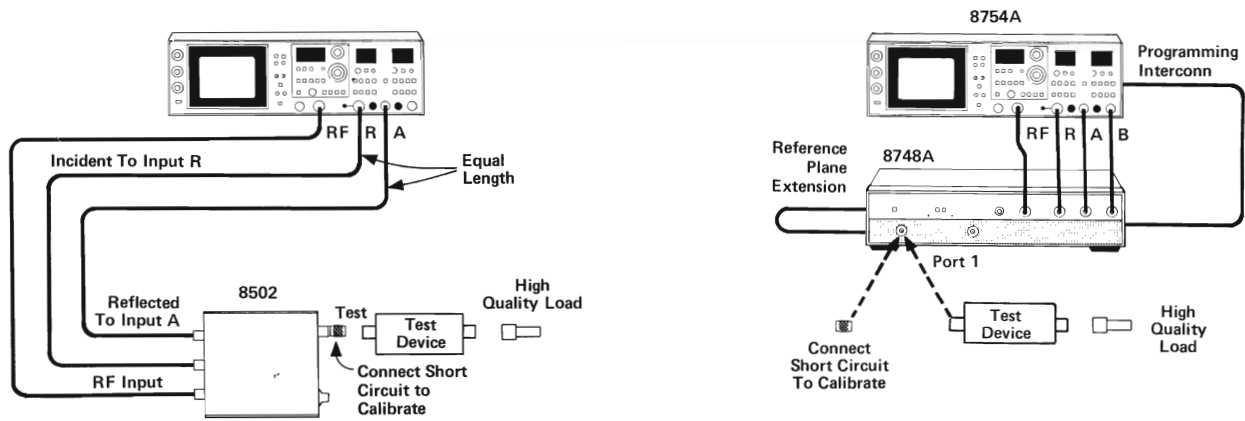 RF R A
Incident To Input R
Equal
Length
8502
Reflected
To Input A
RF Input
Test
Test
Device
High
Quality Load
Connect Short
Circuit to
Calibrate
8754A
Programming
Interconn
RF R A B
Reference
Plane
Extension
8748A
Port 1
Connect
Short Circuit
To Calibrate
Test
Device
High
Quality
Load